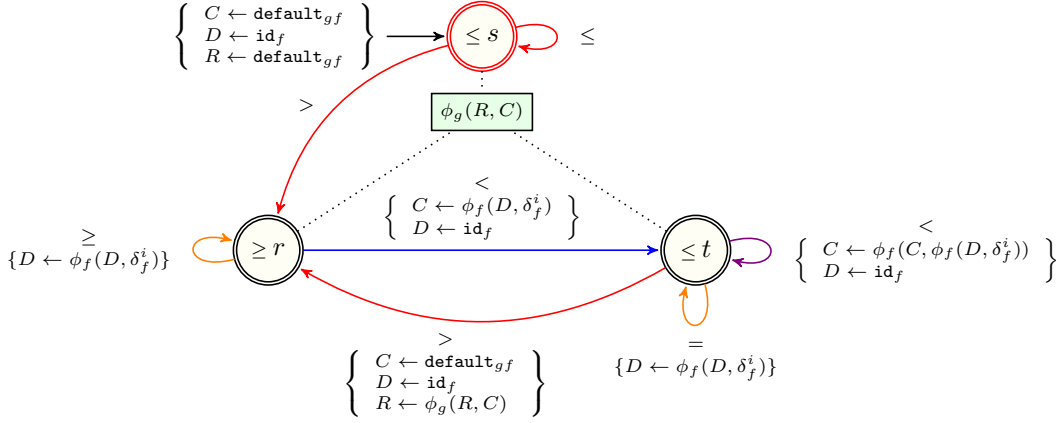 C ← default_gf
D ← id_f
R ← default_gf
≤ s
≤
>
ϕ_g(R, C)
<
C ← ϕ_f(D, δ_f^i)
D ← id_f
≥
{D ← ϕ_f(D, δ_f^i)}
≥ r
≤ t
<
C ← ϕ_f(C, ϕ_f(D, δ_f^i))
D ← id_f
>
C ← default_gf
D ← id_f
R ← ϕ_g(R, C)
=
{D ← ϕ_f(D, δ_f^i)}